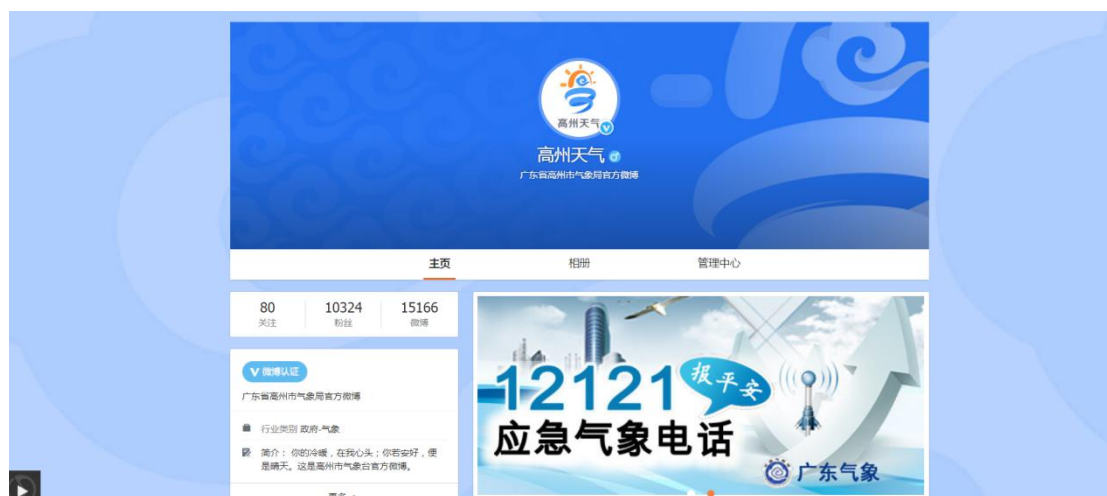 高州天气
高州天气
广东省高州市气象局官方微博
主页
相册
管理中心
80
关注
10324
粉丝
15166
微博
V 微博认证
广东省高州市气象局官方微博
行业类别 政府-气象
简介： 你的冷暖，在我心头；你若安好，便
是晴天。这是高州市气象台官方微博。
12121
报平安
应急气象电话
广东气象